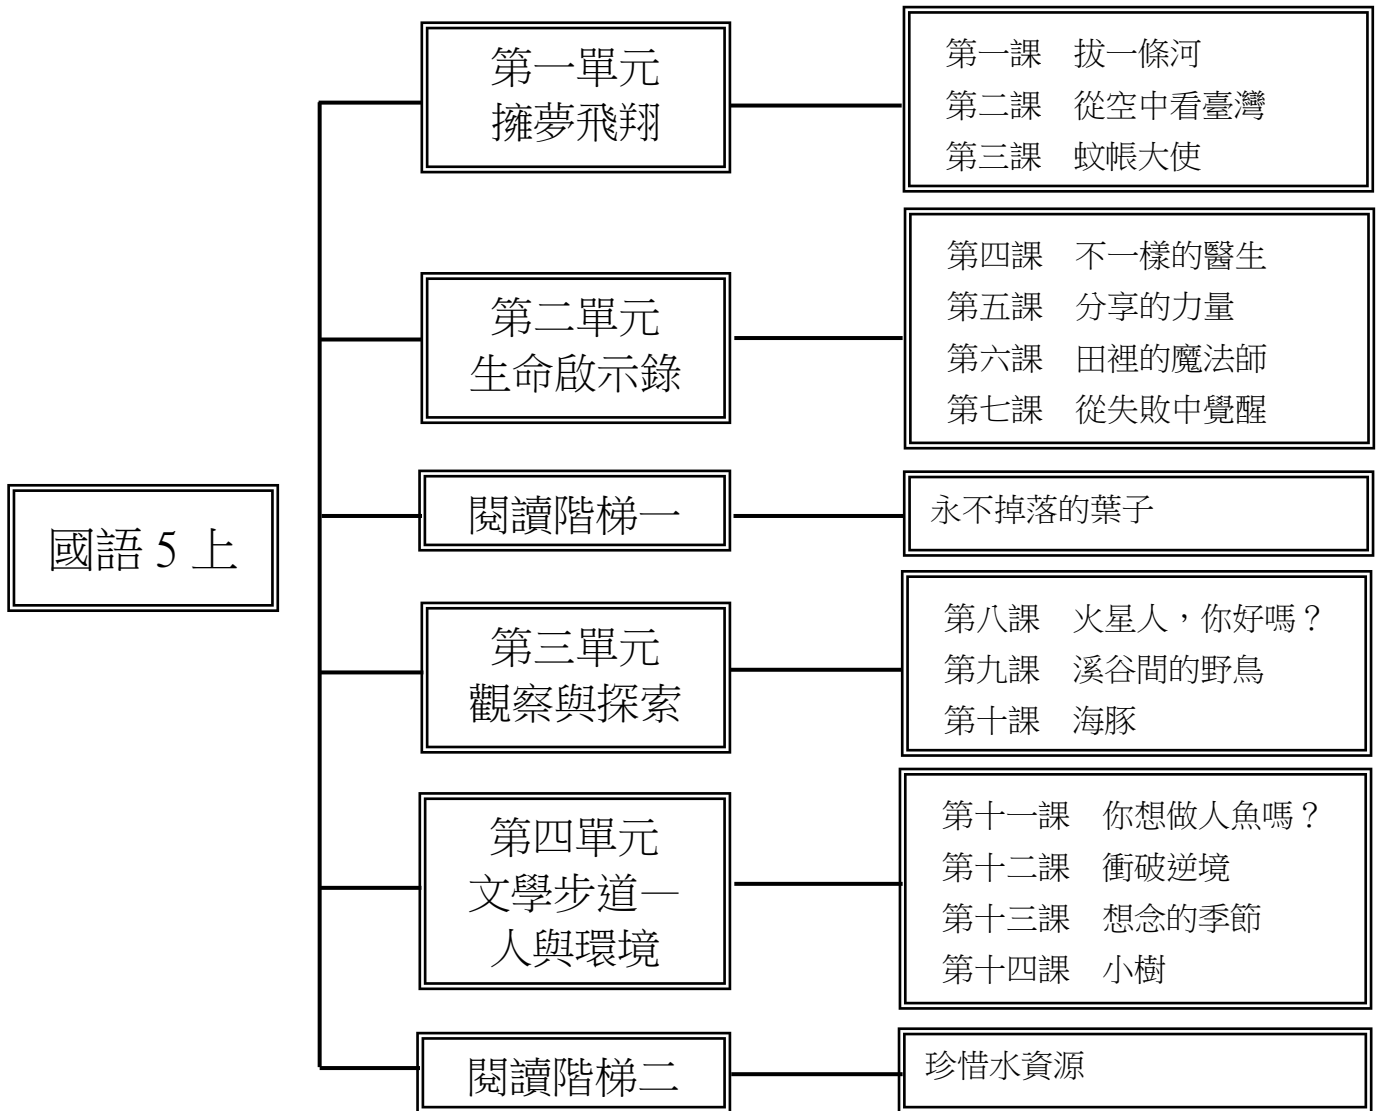 國語 5 上
第一單元
擁夢飛翔
第一課 拔一條河
第二課 從空中看臺灣
第三課 蚊帳大使
第二單元
生命啟示錄
第四課 不一樣的醫生
第五課 分享的力量
第六課 田裡的魔法師
第七課 從失敗中覺醒
閱讀階梯一
永不掉落的葉子
第三單元
觀察與探索
第八課 火星人，你好嗎？
第九課 溪谷間的野鳥
第十課 海豚
第四單元
文學步道—
人與環境
第十一課 你想做人魚嗎？
第十二課 衝破逆境
第十三課 想念的季節
第十四課 小樹
閱讀階梯二
珍惜水資源